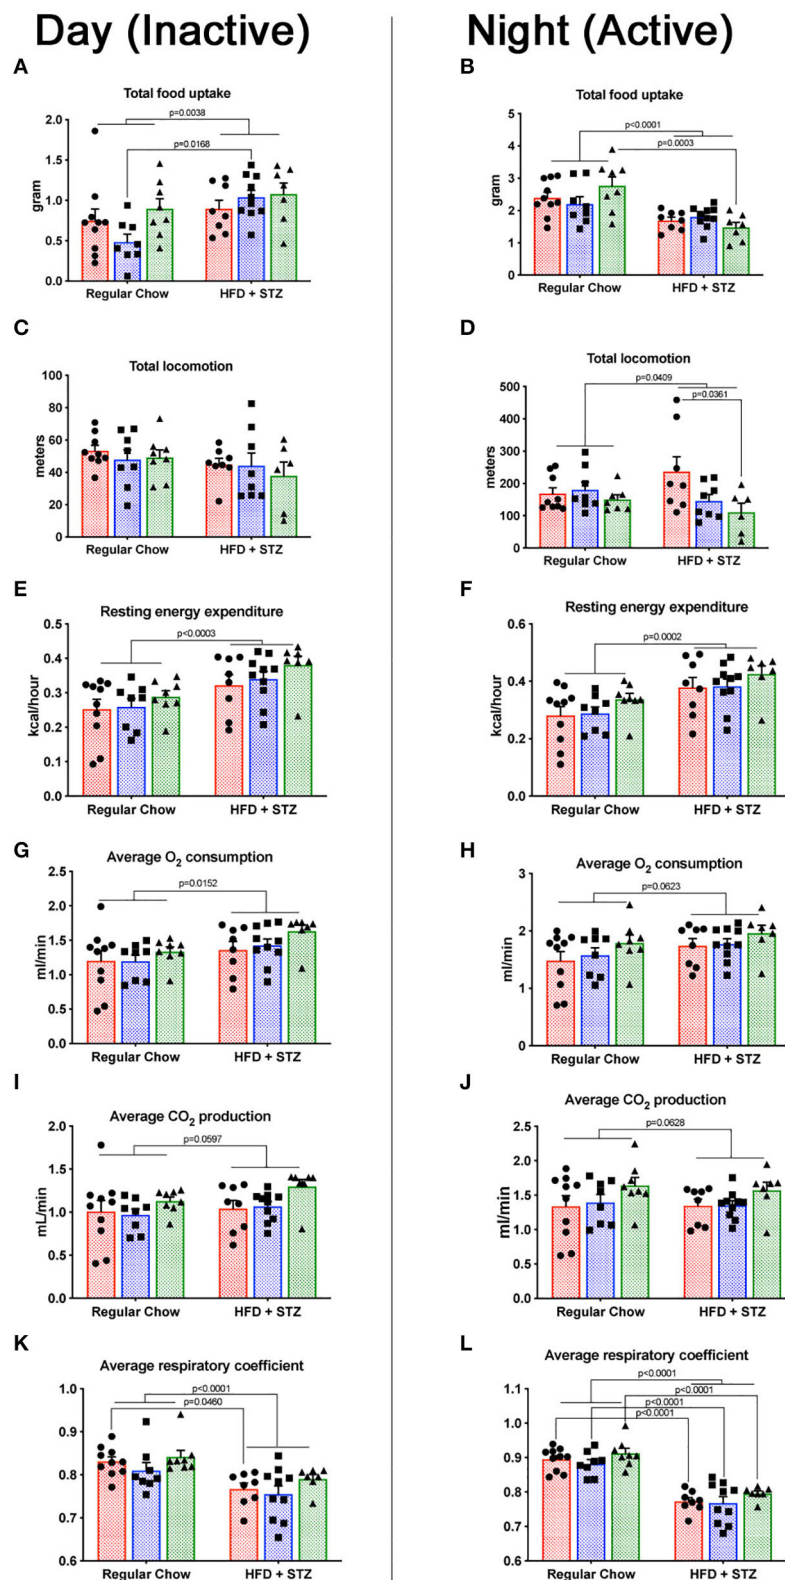 Day (Inactive)
Night (Active)
A
Total food uptake
p=0.0038
p=0.0168
gram
2.0
1.5
1.0
0.5
0.0
Regular Chow
HFD + STZ
B
Total food uptake
p<0.0001
p=0.0003
gram
5
4
3
2
1
0
Regular Chow
HFD + STZ
C
Total locomotion
meters
100
80
60
40
20
0
Regular Chow
HFD + STZ
D
Total locomotion
p=0.0409
p=0.0361
meters
500
400
300
200
100
0
Regular Chow
HFD + STZ
E
Resting energy expenditure
p<0.0003
kcal/hour
0.5
0.4
0.3
0.2
0.1
0.0
Regular Chow
HFD + STZ
F
Resting energy expenditure
p=0.0002
kcal/hour
0.6
0.4
0.2
0.0
Regular Chow
HFD + STZ
G
Average O2 consumption
p=0.0152
ml/min
2.5
2.0
1.5
1.0
0.5
0.0
Regular Chow
HFD + STZ
H
Average O2 consumption
p=0.0623
ml/min
3
2
1
0
Regular Chow
HFD + STZ
I
Average CO2 production
p=0.0597
mL/min
2.0
1.5
1.0
0.5
0.0
Regular Chow
HFD + STZ
J
Average CO2 production
p=0.0628
ml/min
2.5
2.0
1.5
1.0
0.5
0.0
Regular Chow
HFD + STZ
K
Average respiratory coefficient
p<0.0001
p=0.0460
1.0
0.9
0.8
0.7
0.6
Regular Chow
HFD + STZ
L
Average respiratory coefficient
p<0.0001
p<0.0001
p<0.0001
p<0.0001
1.1
1.0
0.9
0.8
0.7
0.6
Regular Chow
HFD + STZ